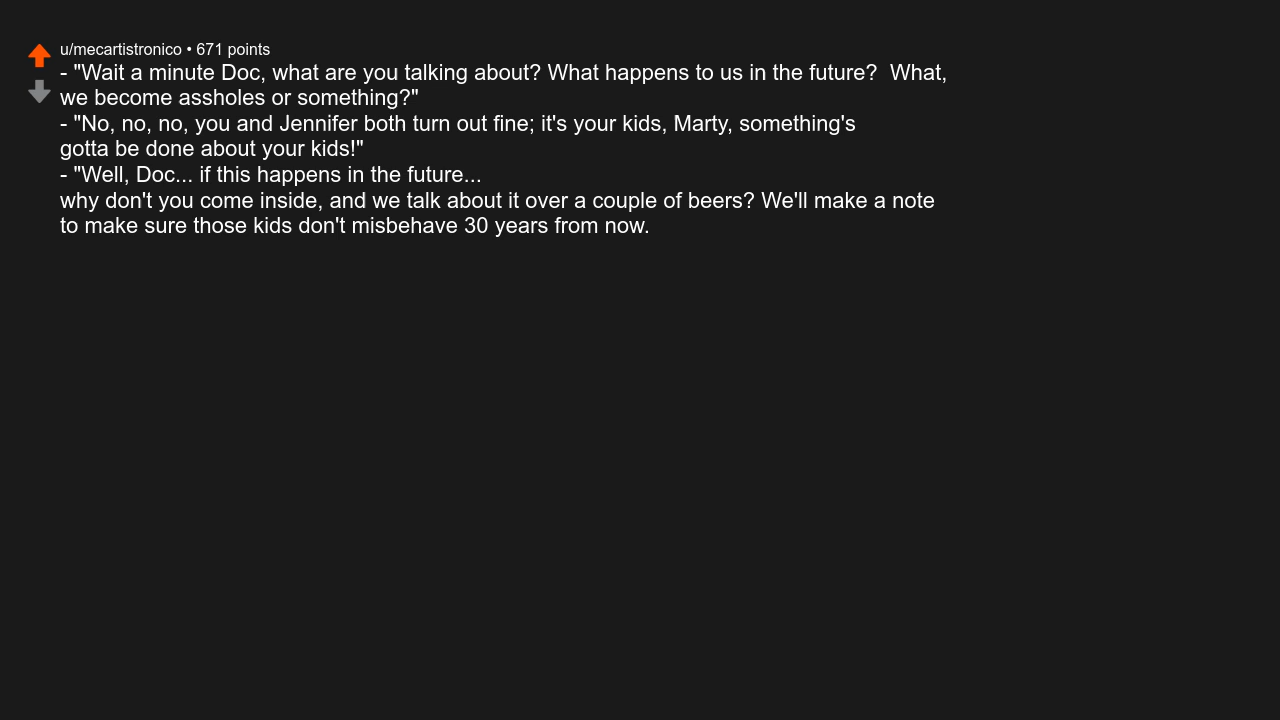 u/mecartistronico • 671 points
- "Wait a minute Doc, what are you talking about? What happens to us in the future?  What,
we become assholes or something?"
- "No, no, no, you and Jennifer both turn out fine; it's your kids, Marty, something's
gotta be done about your kids!"
- "Well, Doc... if this happens in the future...
why don't you come inside, and we talk about it over a couple of beers? We'll make a note
to make sure those kids don't misbehave 30 years from now.